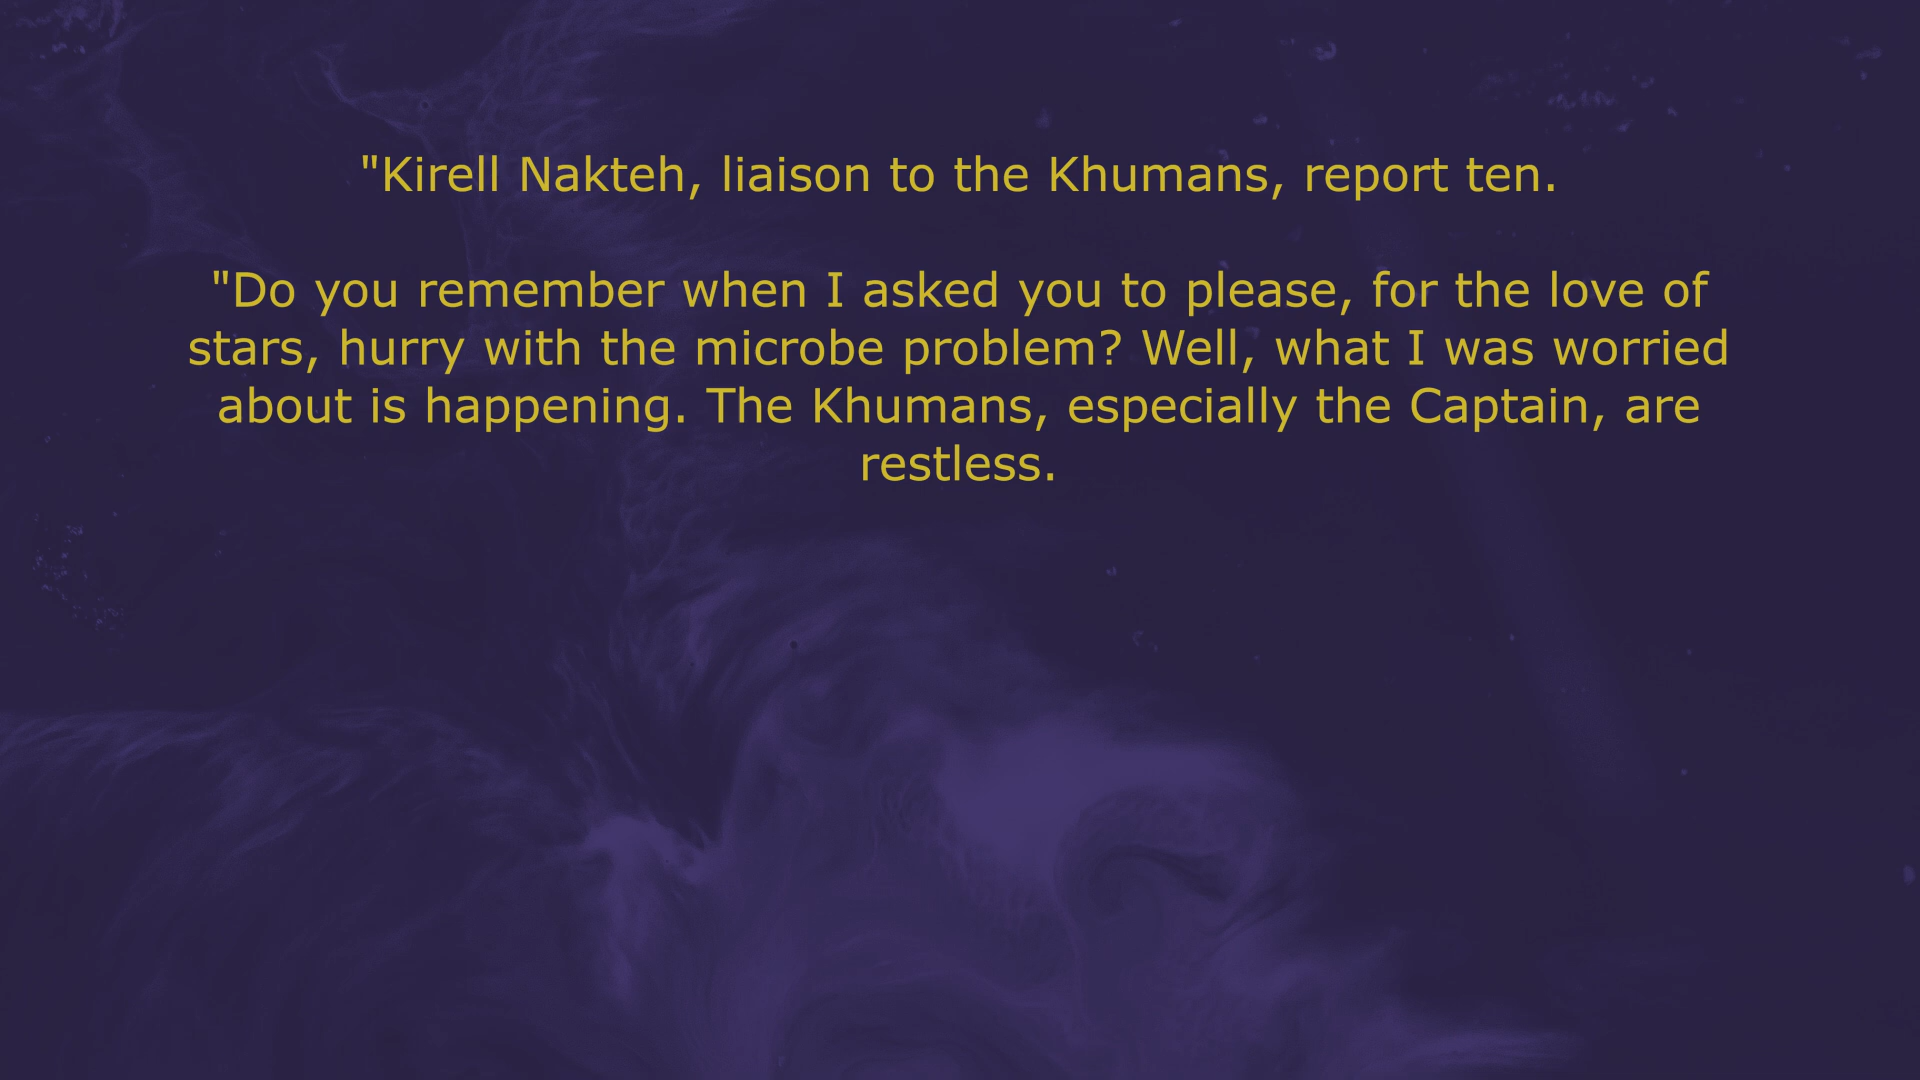 "Kirell Nakteh, liaison to the Khumans, report ten.
"Do you remember when I asked you to please, for the love of
stars, hurry with the microbe problem? Well, what I was worried
about is happening. The Khumans, especially the Captain, are
restless.